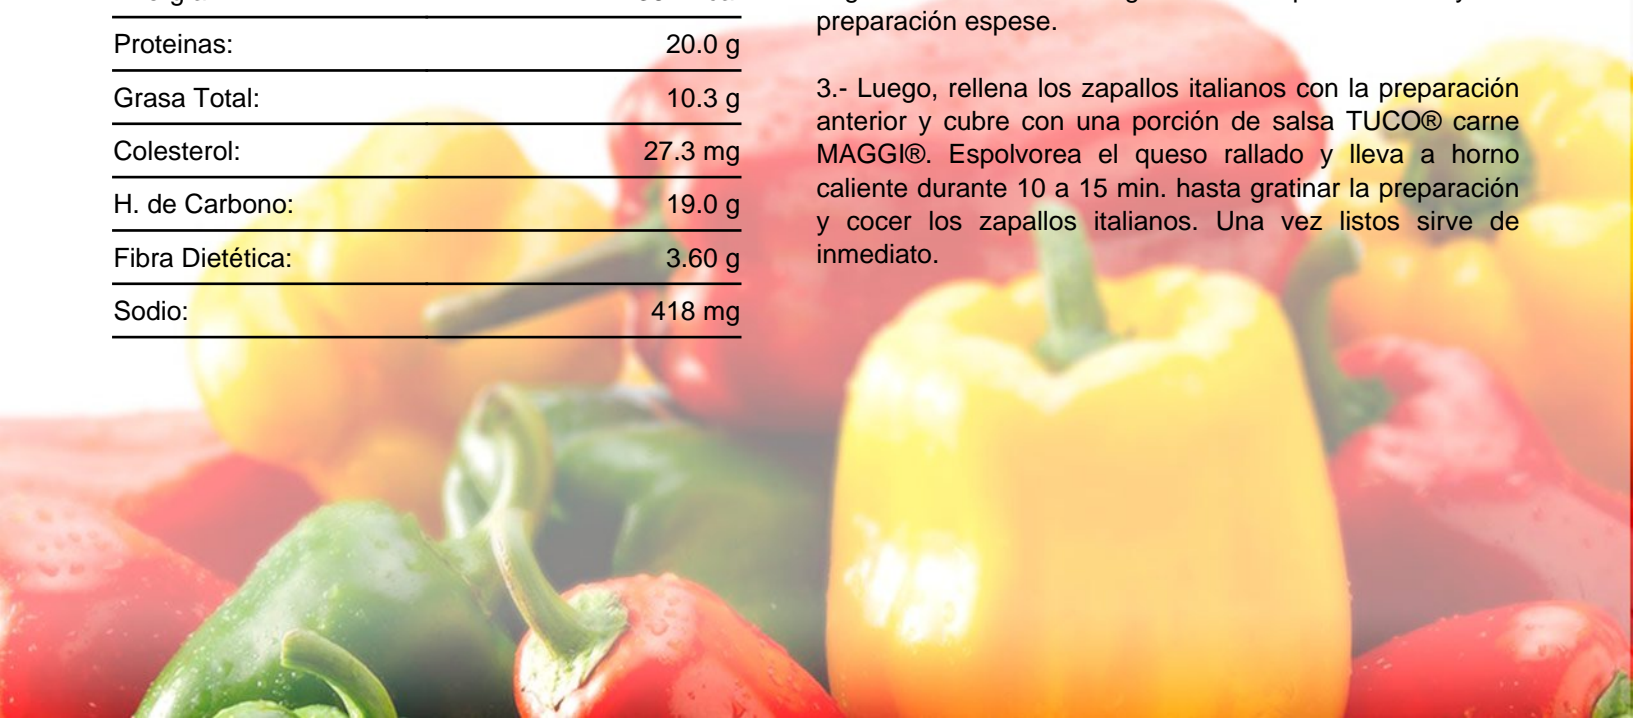 Proteinas: 20.0 g
Grasa Total: 10.3 g
Colesterol: 27.3 mg
H. de Carbono: 19.0 g
Fibra Dietética: 3.60 g
Sodio: 418 mg
preparación espese.
3.- Luego, rellena los zapallos italianos con la preparación
anterior y cubre con una porción de salsa TUCO® carne
MAGGI®. Espolvorea el queso rallado y lleva a horno
caliente durante 10 a 15 min. hasta gratinar la preparación
y cocer los zapallos italianos. Una vez listos sirve de
inmediato.